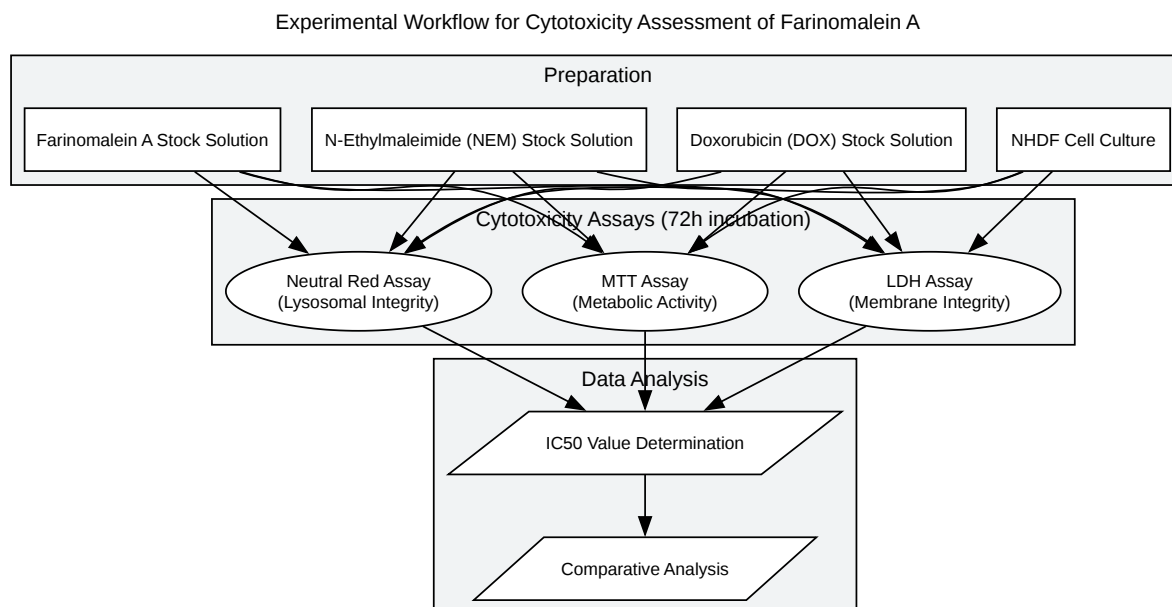 Experimental Workflow for Cytotoxicity Assessment of Farinomalein A
Preparation
Farinomalein A Stock Solution
N-Ethylmaleimide (NEM) Stock Solution
Doxorubicin (DOX) Stock Solution
NHDF Cell Culture
Cytotoxicity Assays (72h incubation)
Neutral Red Assay
(Lysosomal Integrity)
MTT Assay
(Metabolic Activity)
LDH Assay
(Membrane Integrity)
Data Analysis
IC50 Value Determination
Comparative Analysis